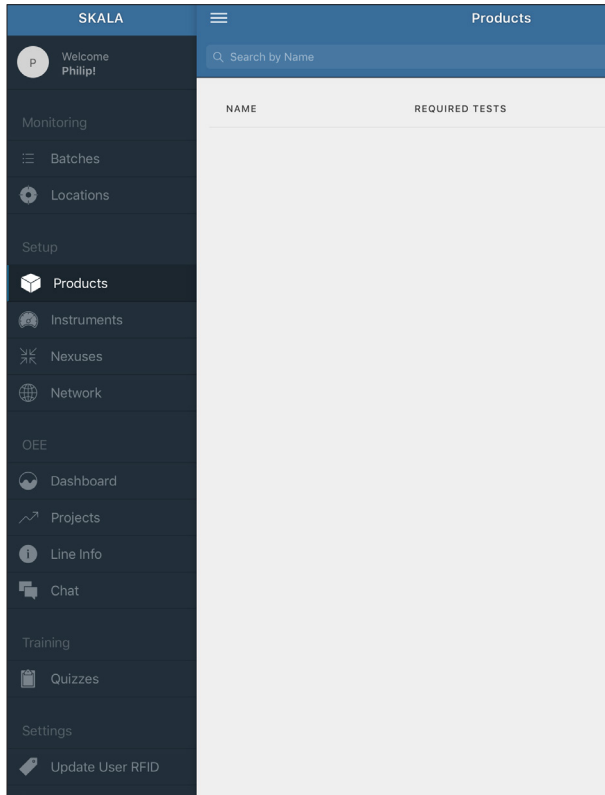 SKALA
Welcome
Philip!
Monitoring
Batches
Locations
Setup
Products
Instruments
Nexuses
Network
OEE
Dashboard
Projects
Line Info
Chat
Training
Quizzes
Settings
Update User RFID
Products
Search by Name
NAME REQUIRED TESTS
P